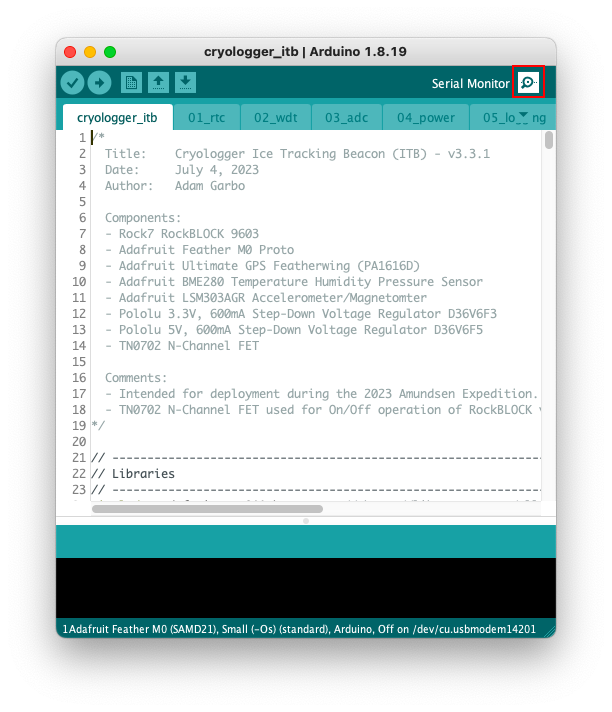 cryologger_itb | Arduino 1.8.19
Serial Monitor
cryologger_itb 01_rtc 02_wdt 03_adc 04_power 05_logging
1 /*
2 Title: Cryologger Ice Tracking Beacon (ITB) - v3.3.1
3 Date: July 4, 2023
4 Author: Adam Garbo
5
6 Components:
7 - Rock7 RockBLOCK 9603
8 - Adafruit Feather M0 Proto
9 - Adafruit Ultimate GPS Featherwing (PA1616D)
10 - Adafruit BME280 Temperature Humidity Pressure Sensor
11 - Adafruit LSM303AGR Accelerometer/Magnetomter
12 - Pololu 3.3V, 600mA Step-Down Voltage Regulator D36V6F3
13 - Pololu 5V, 600mA Step-Down Voltage Regulator D36V6F5
14 - TN0702 N-Channel FET
15
16 Comments:
17 - Intended for deployment during the 2023 Amundsen Expedition.
18 - TN0702 N-Channel FET used for On/Off operation of RockBLOCK
19 */
20
21 // ----------------------------------------------------------------
22 // Libraries
23 // ----------------------------------------------------------------
1Adafruit Feather M0 (SAMD21), Small (-Os) (standard), Arduino, Off on /dev/cu.usbmodem14201